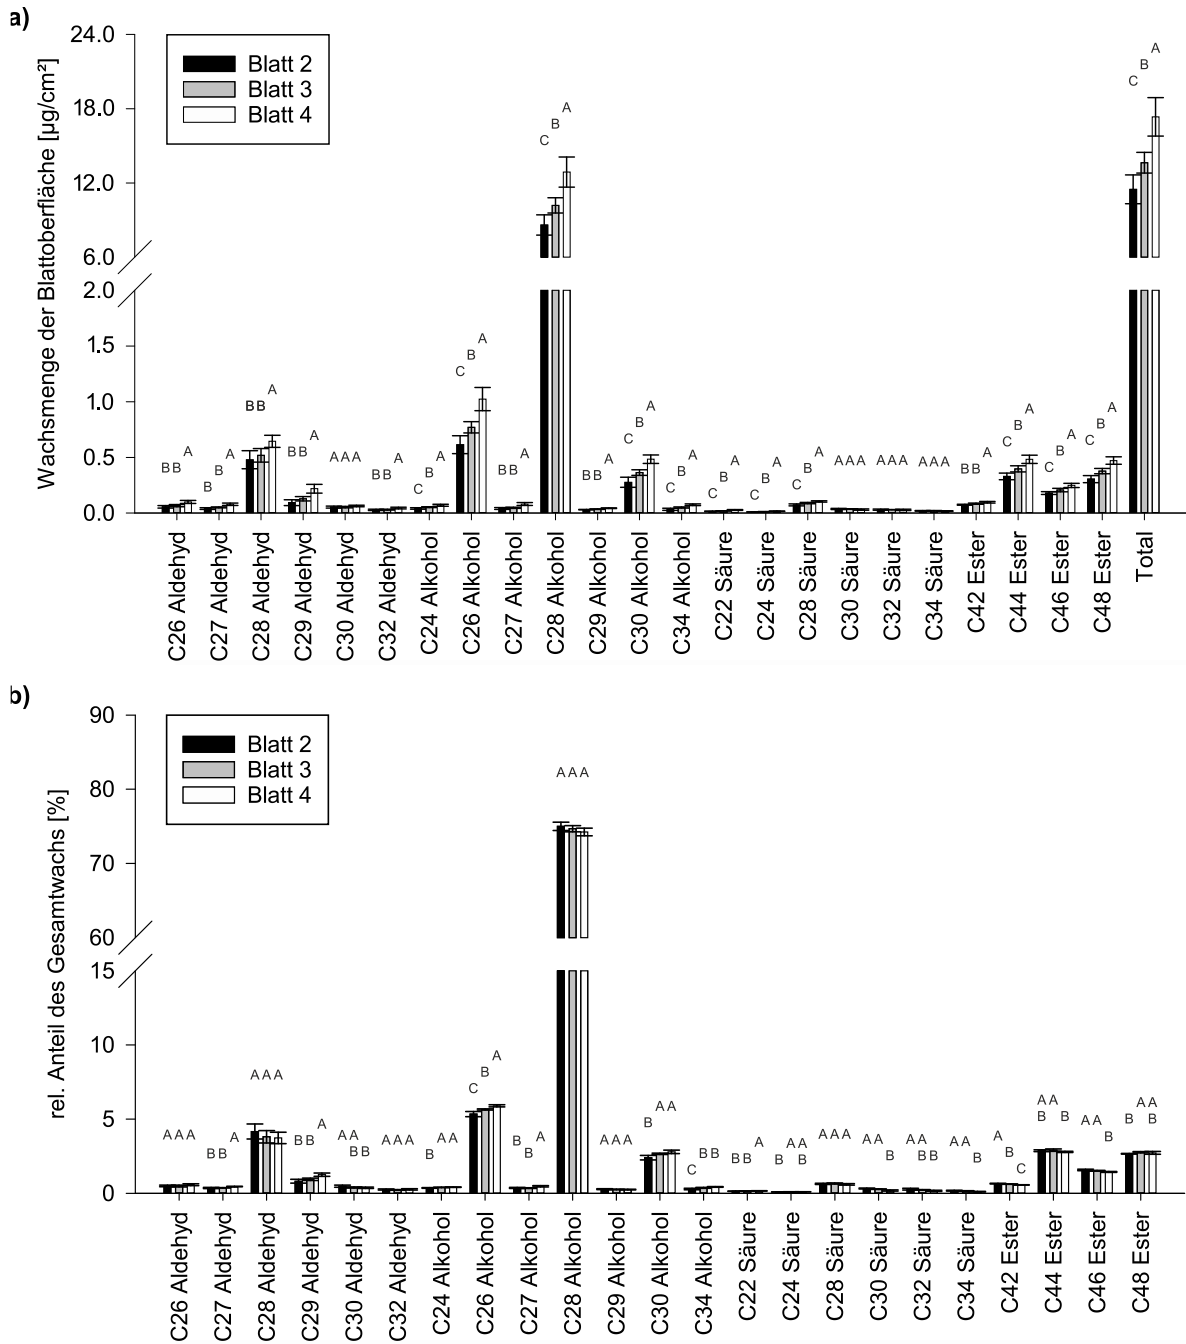 a)
Wachsmenge der Blattoberfläche [µg/cm²]
24.0
18.0
12.0
6.0
2.0
1.5
1.0
0.5
0.0
Blatt 2
Blatt 3
Blatt 4
B B A
B B A
B B A
B B A
A A A
B B A
C B A
C B A
B B A
C B A
B B A
C B A
C B A
C B A
C B A
C B A
A A A
A A A
A A A
B B A
C B A
C B A
C B A
C B A
C26 Aldehyd
C27 Aldehyd
C28 Aldehyd
C29 Aldehyd
C30 Aldehyd
C32 Aldehyd
C24 Alkohol
C26 Alkohol
C27 Alkohol
C28 Alkohol
C29 Alkohol
C30 Alkohol
C34 Alkohol
C22 Säure
C24 Säure
C28 Säure
C30 Säure
C32 Säure
C34 Säure
C42 Ester
C44 Ester
C46 Ester
C48 Ester
Total
b)
rel. Anteil des Gesamtwachs [%]
90
80
70
60
15
10
5
0
Blatt 2
Blatt 3
Blatt 4
A A A
B B A
A A A
B B A
A A
B B
A A A
B A A
C B A
B B A
A A A
A A A
B A A
C B B
B B A
B A A
B
A A A
A A
B
A A
B B
A A
B
A B C
A A
B B
A A
B
B A A
B
C26 Aldehyd
C27 Aldehyd
C28 Aldehyd
C29 Aldehyd
C30 Aldehyd
C32 Aldehyd
C24 Alkohol
C26 Alkohol
C27 Alkohol
C28 Alkohol
C29 Alkohol
C30 Alkohol
C34 Alkohol
C22 Säure
C24 Säure
C28 Säure
C30 Säure
C32 Säure
C34 Säure
C42 Ester
C44 Ester
C46 Ester
C48 Ester